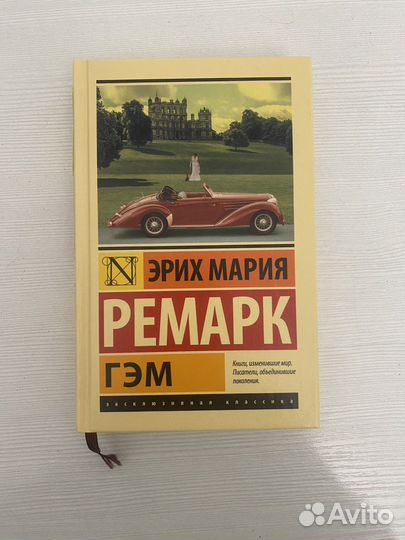 N
ЭРИХ МАРИЯ
РЕМАРК
ГЭМ
Книги, изменившие мир.
Писатели, объединившие
поколения.
ЭКСКЛЮЗИВНАЯ КЛАССИКА
Avito